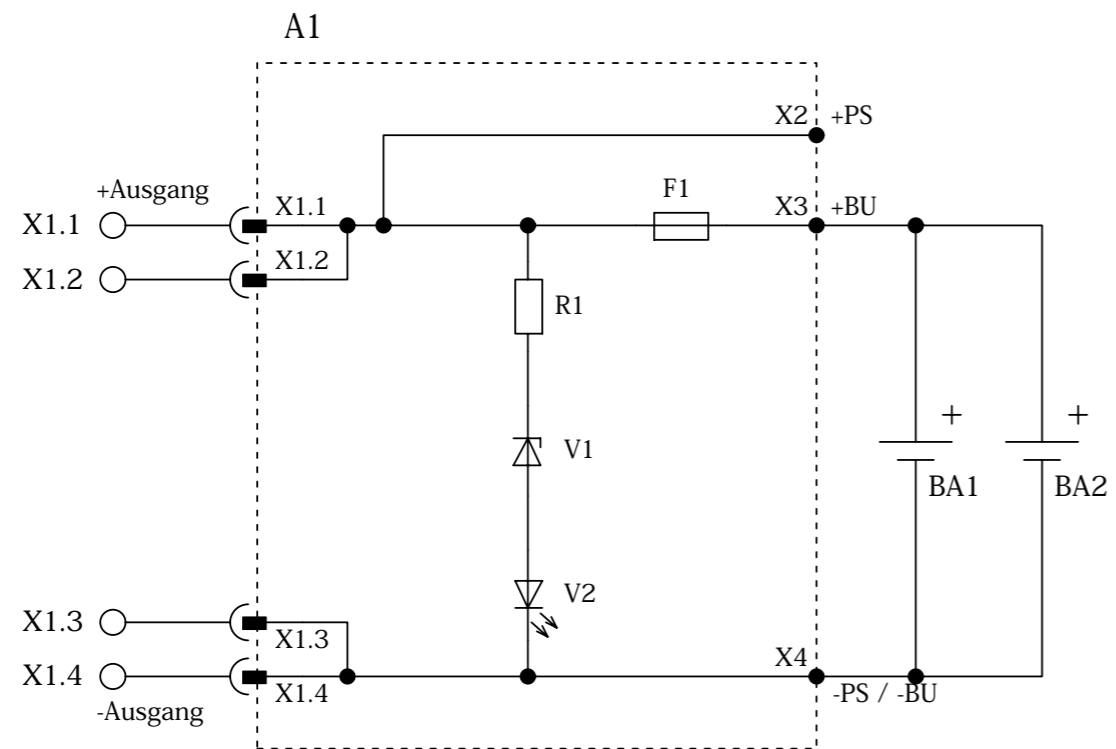 A1
X2 +PS
+Ausgang
F1
X1.1
X1.1
X3 +BU
X1.2
X1.2
R1
+
+
V1
BA1
BA2
V2
X1.3
X1.3
X4
X1.4
X1.4
-PS / -BU
-Ausgang